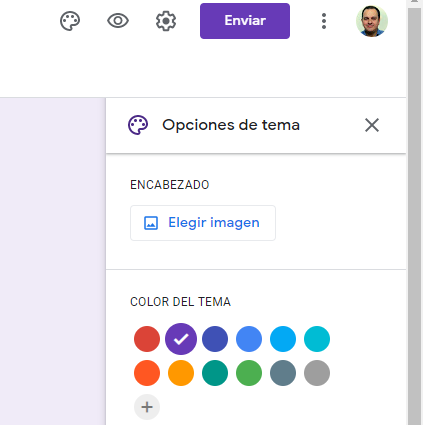 Enviar
Opciones de tema
ENCABEZADO
Elegir imagen
COLOR DEL TEMA